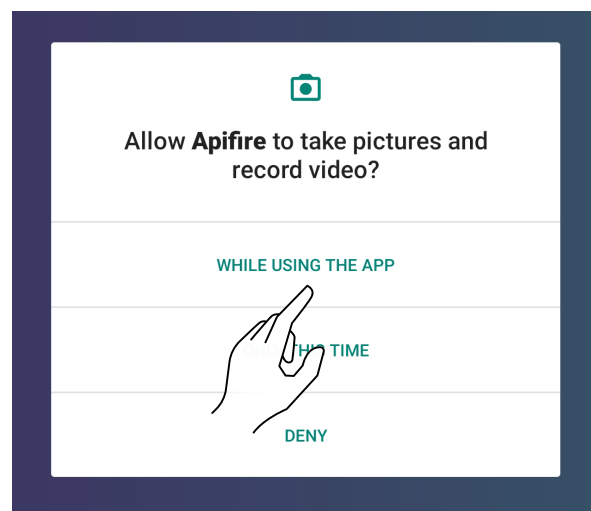 Allow Apifire to take pictures and
record video?
WHILE USING THE APP
THIS TIME
DENY